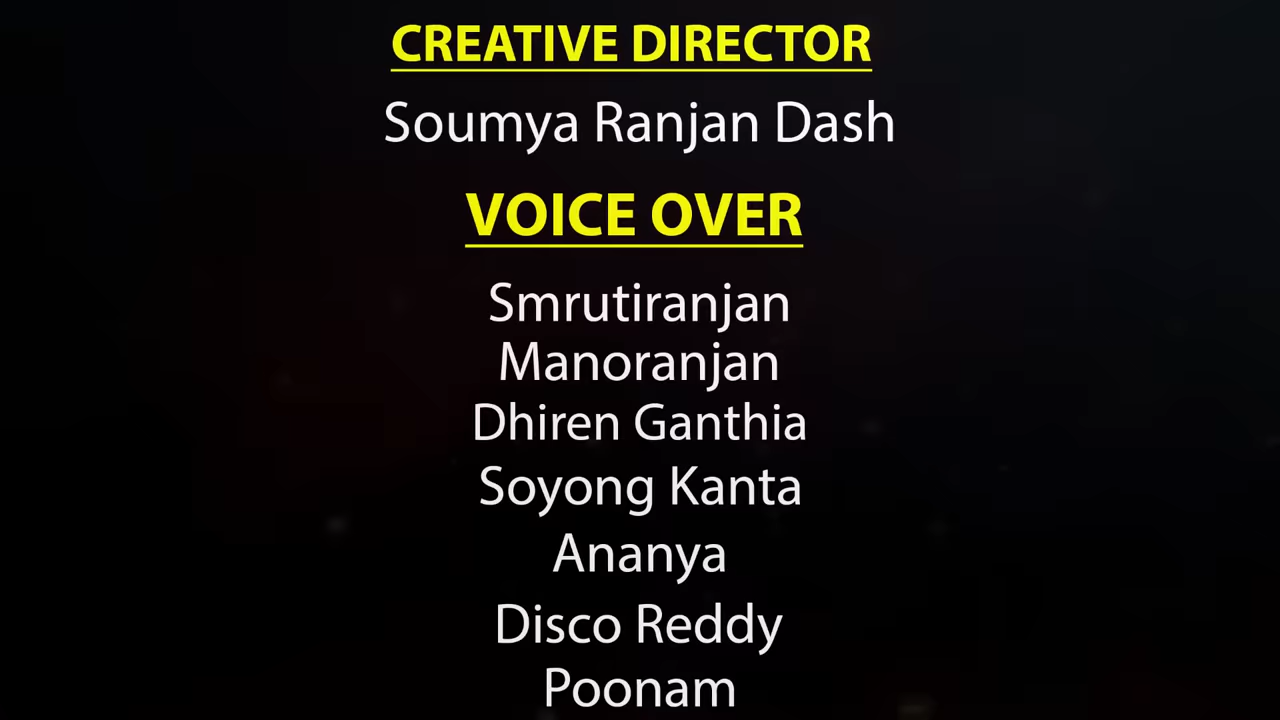 CREATIVE DIRECTOR
Soumya Ranjan Dash
VOICE OVER
Smrutiranjan
Manoranjan
Dhiren Ganthia
Soyong Kanta
Ananya
Disco Reddy
Poonam